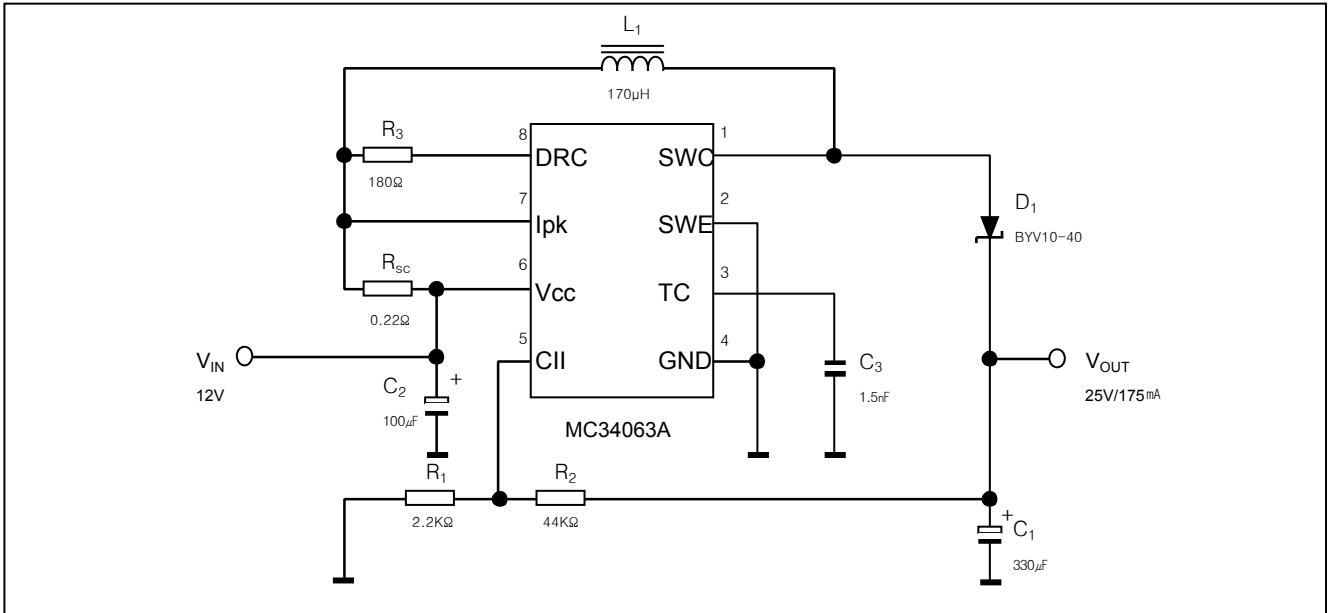 L₁
170μH
R₃
180Ω
8
DRC
SWC
1
7
Ipk
SWE
2
D₁
BYV10-40
Rsc
0.22Ω
6
Vcc
TC
3
5
CII
GND
4
C₃
1.5nF
VIN
12V
C₂
+
100㎌
MC34063A
VOUT
25V/175㎃
R₁
2.2KΩ
R₂
44KΩ
+
C₁
330㎌